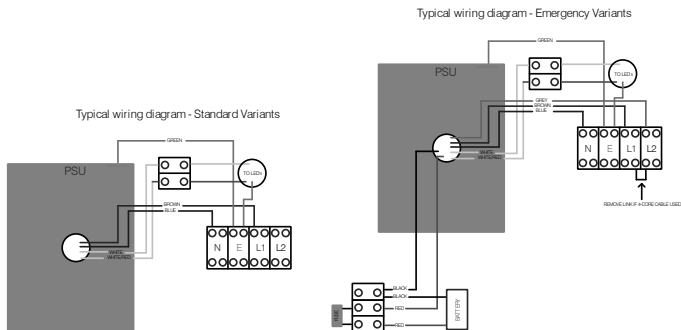 Typical wiring diagram - Standard Variants
GREEN
PSU
TO LEDs
BROWN
BLUE
WHITE
WHITE/RED
N E L1 L2
Typical wiring diagram - Emergency Variants
GREEN
PSU
TO LEDs
GREY
BROWN
BLUE
WHITE
WHITE/RED
N E L1 L2
REMOVE LINK IF 4-CORE CABLE USED
BLACK
BLACK
RED
RED
BATTERY